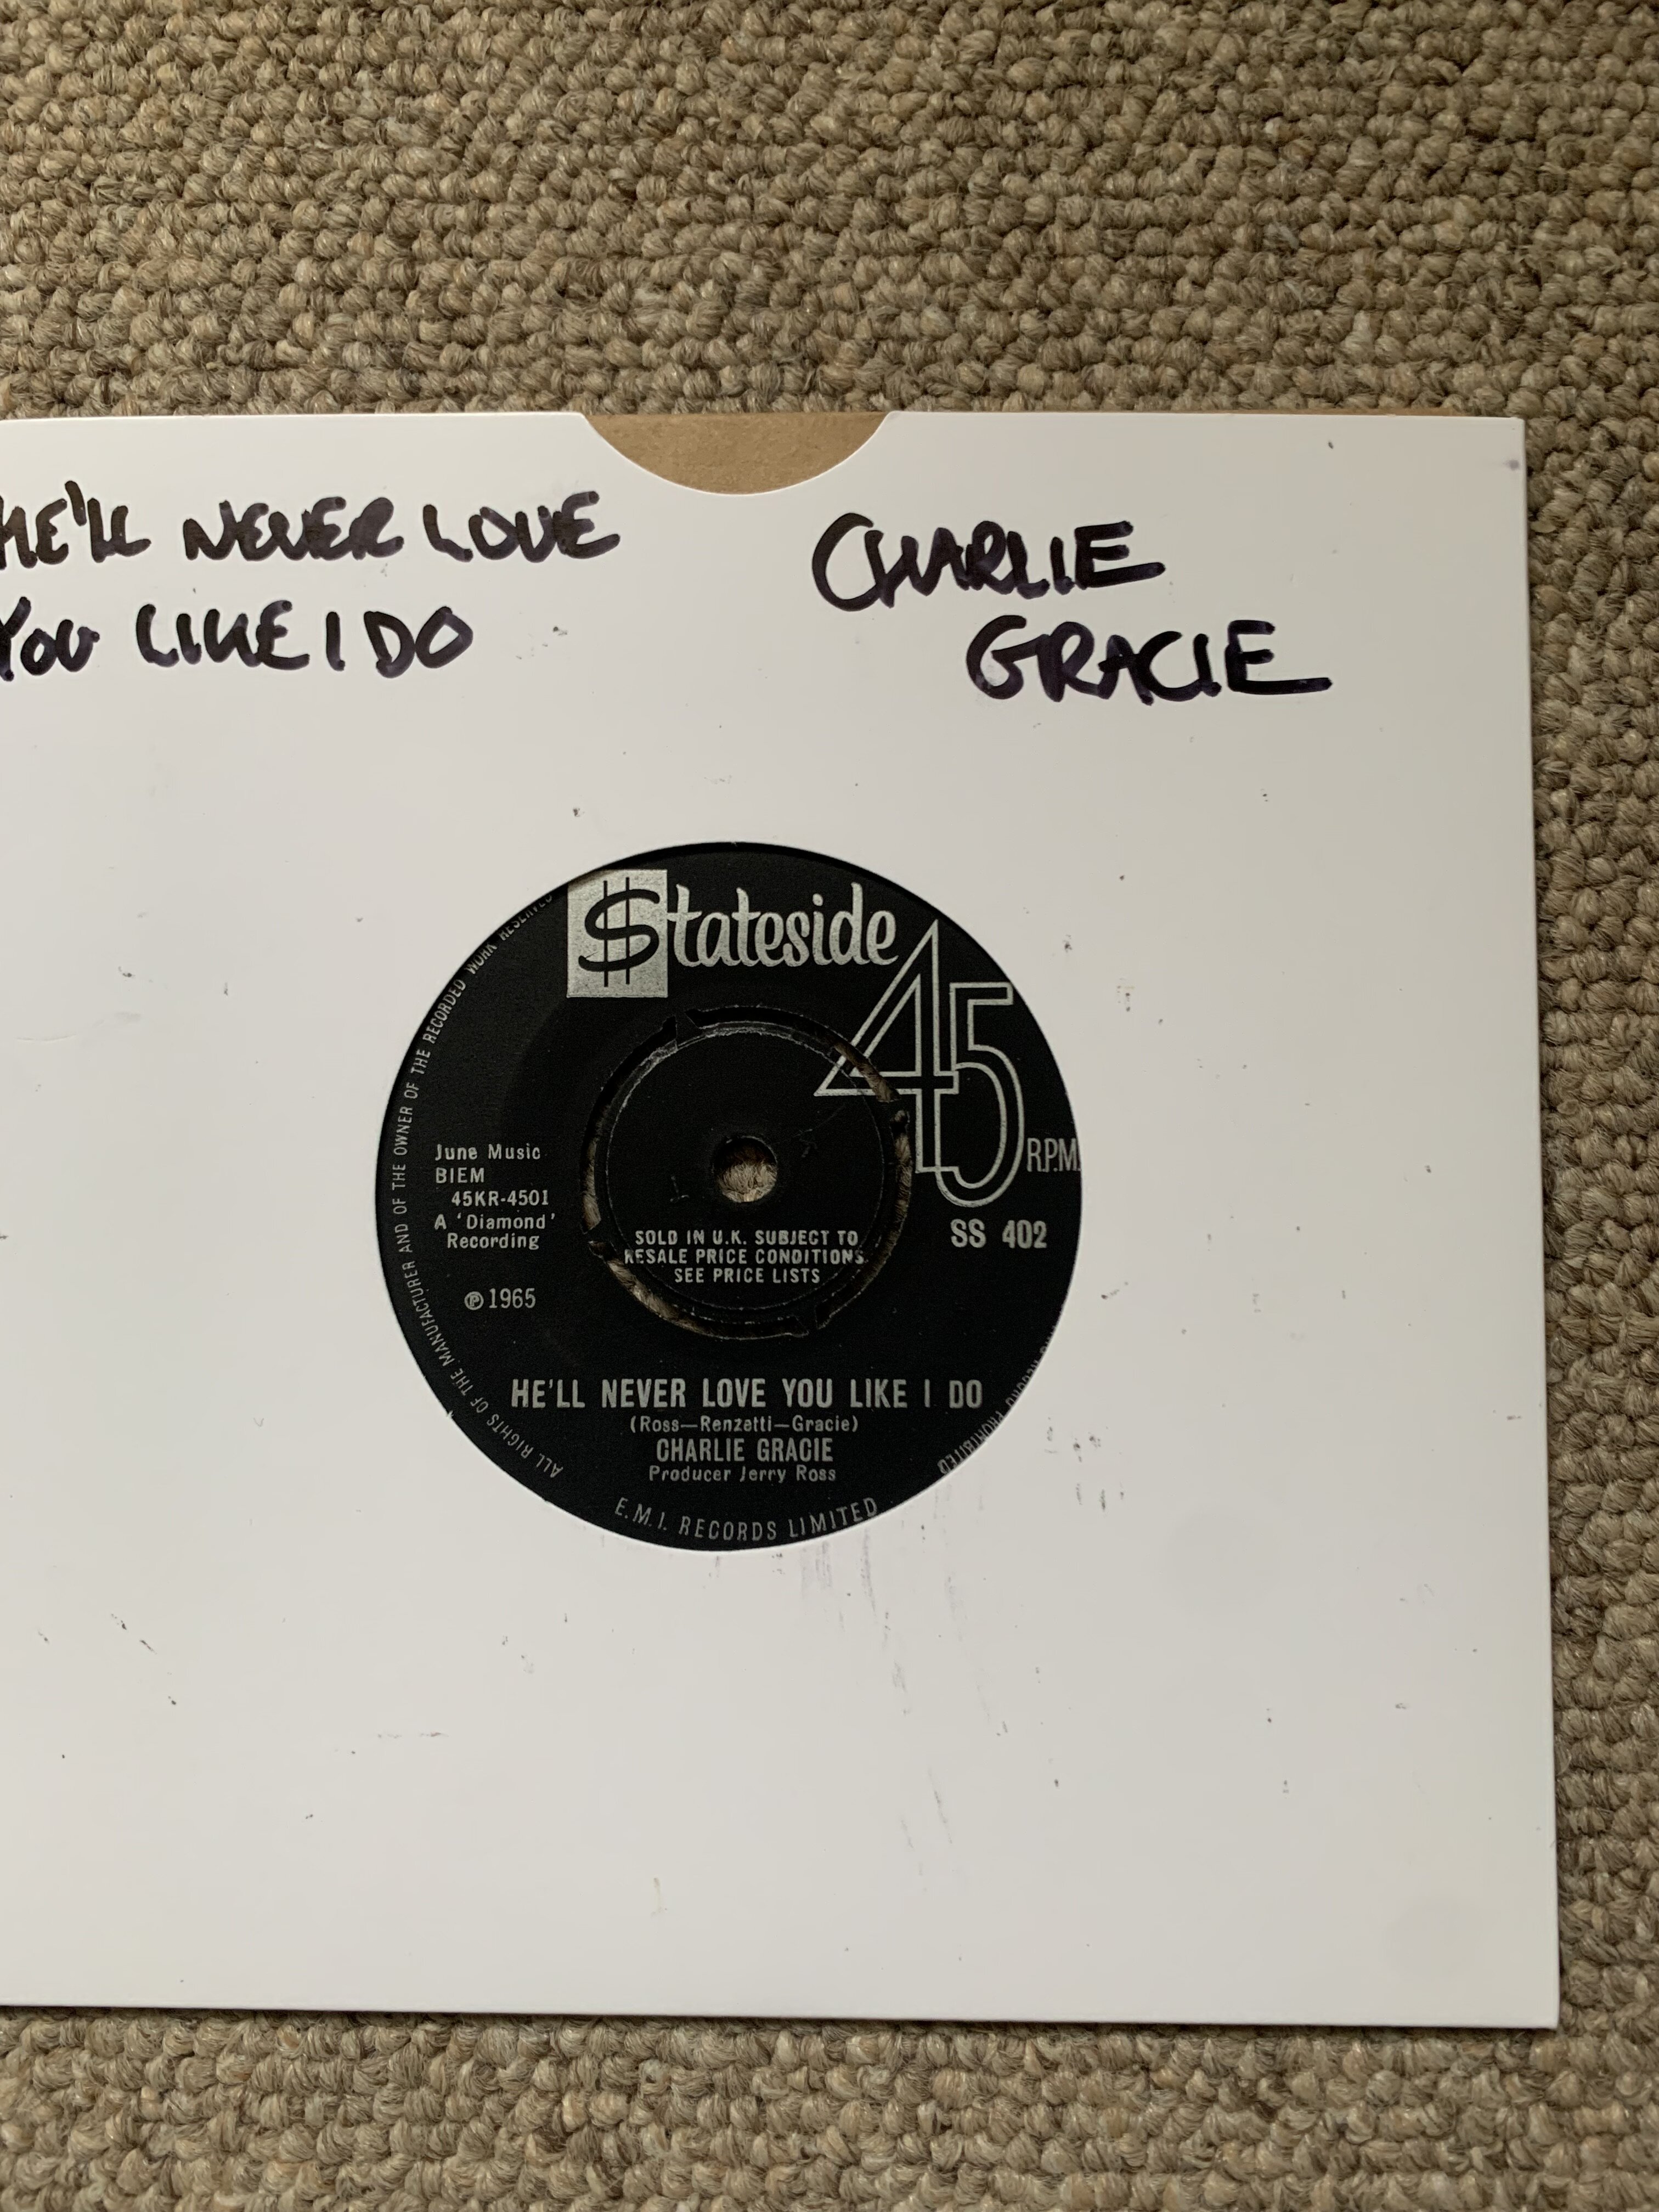 HE'LL NEVER LOVE
YOU LIKE I DO
CHARLIE
GRACIE
$tateside
45
R.P.M.
June Music
BIEM
45KR-4501
A 'Diamond'
Recording
℗ 1965
SS 402
SOLD IN U.K. SUBJECT TO
RESALE PRICE CONDITIONS
SEE PRICE LISTS
HE'LL NEVER LOVE YOU LIKE I DO
(Ross—Renzetti—Gracie)
CHARLIE GRACIE
Producer Jerry Ross
E.M.I. RECORDS LIMITED
ALL RIGHTS OF THE MANUFACTURER AND OF THE OWNER OF THE RECORDED WORK RESERVED
PROHIBITED